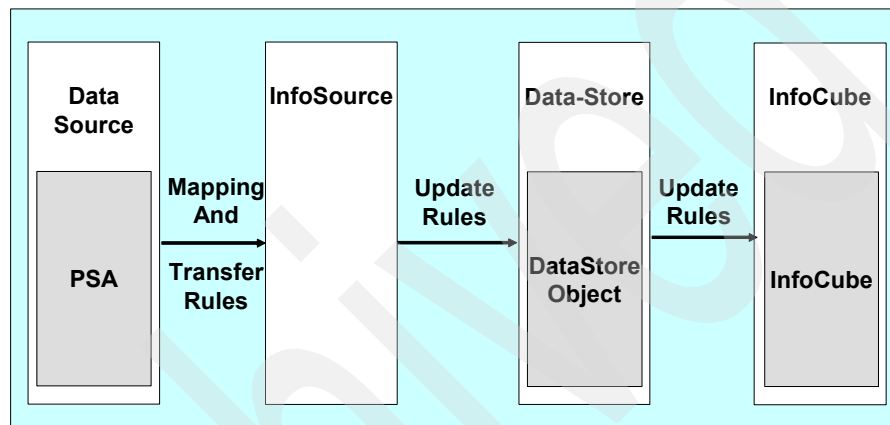 Data
Source
InfoSource
Data-Store
InfoCube
PSA
Mapping
And
Transfer
Rules
Update
Rules
DataStore
Object
Update
Rules
InfoCube